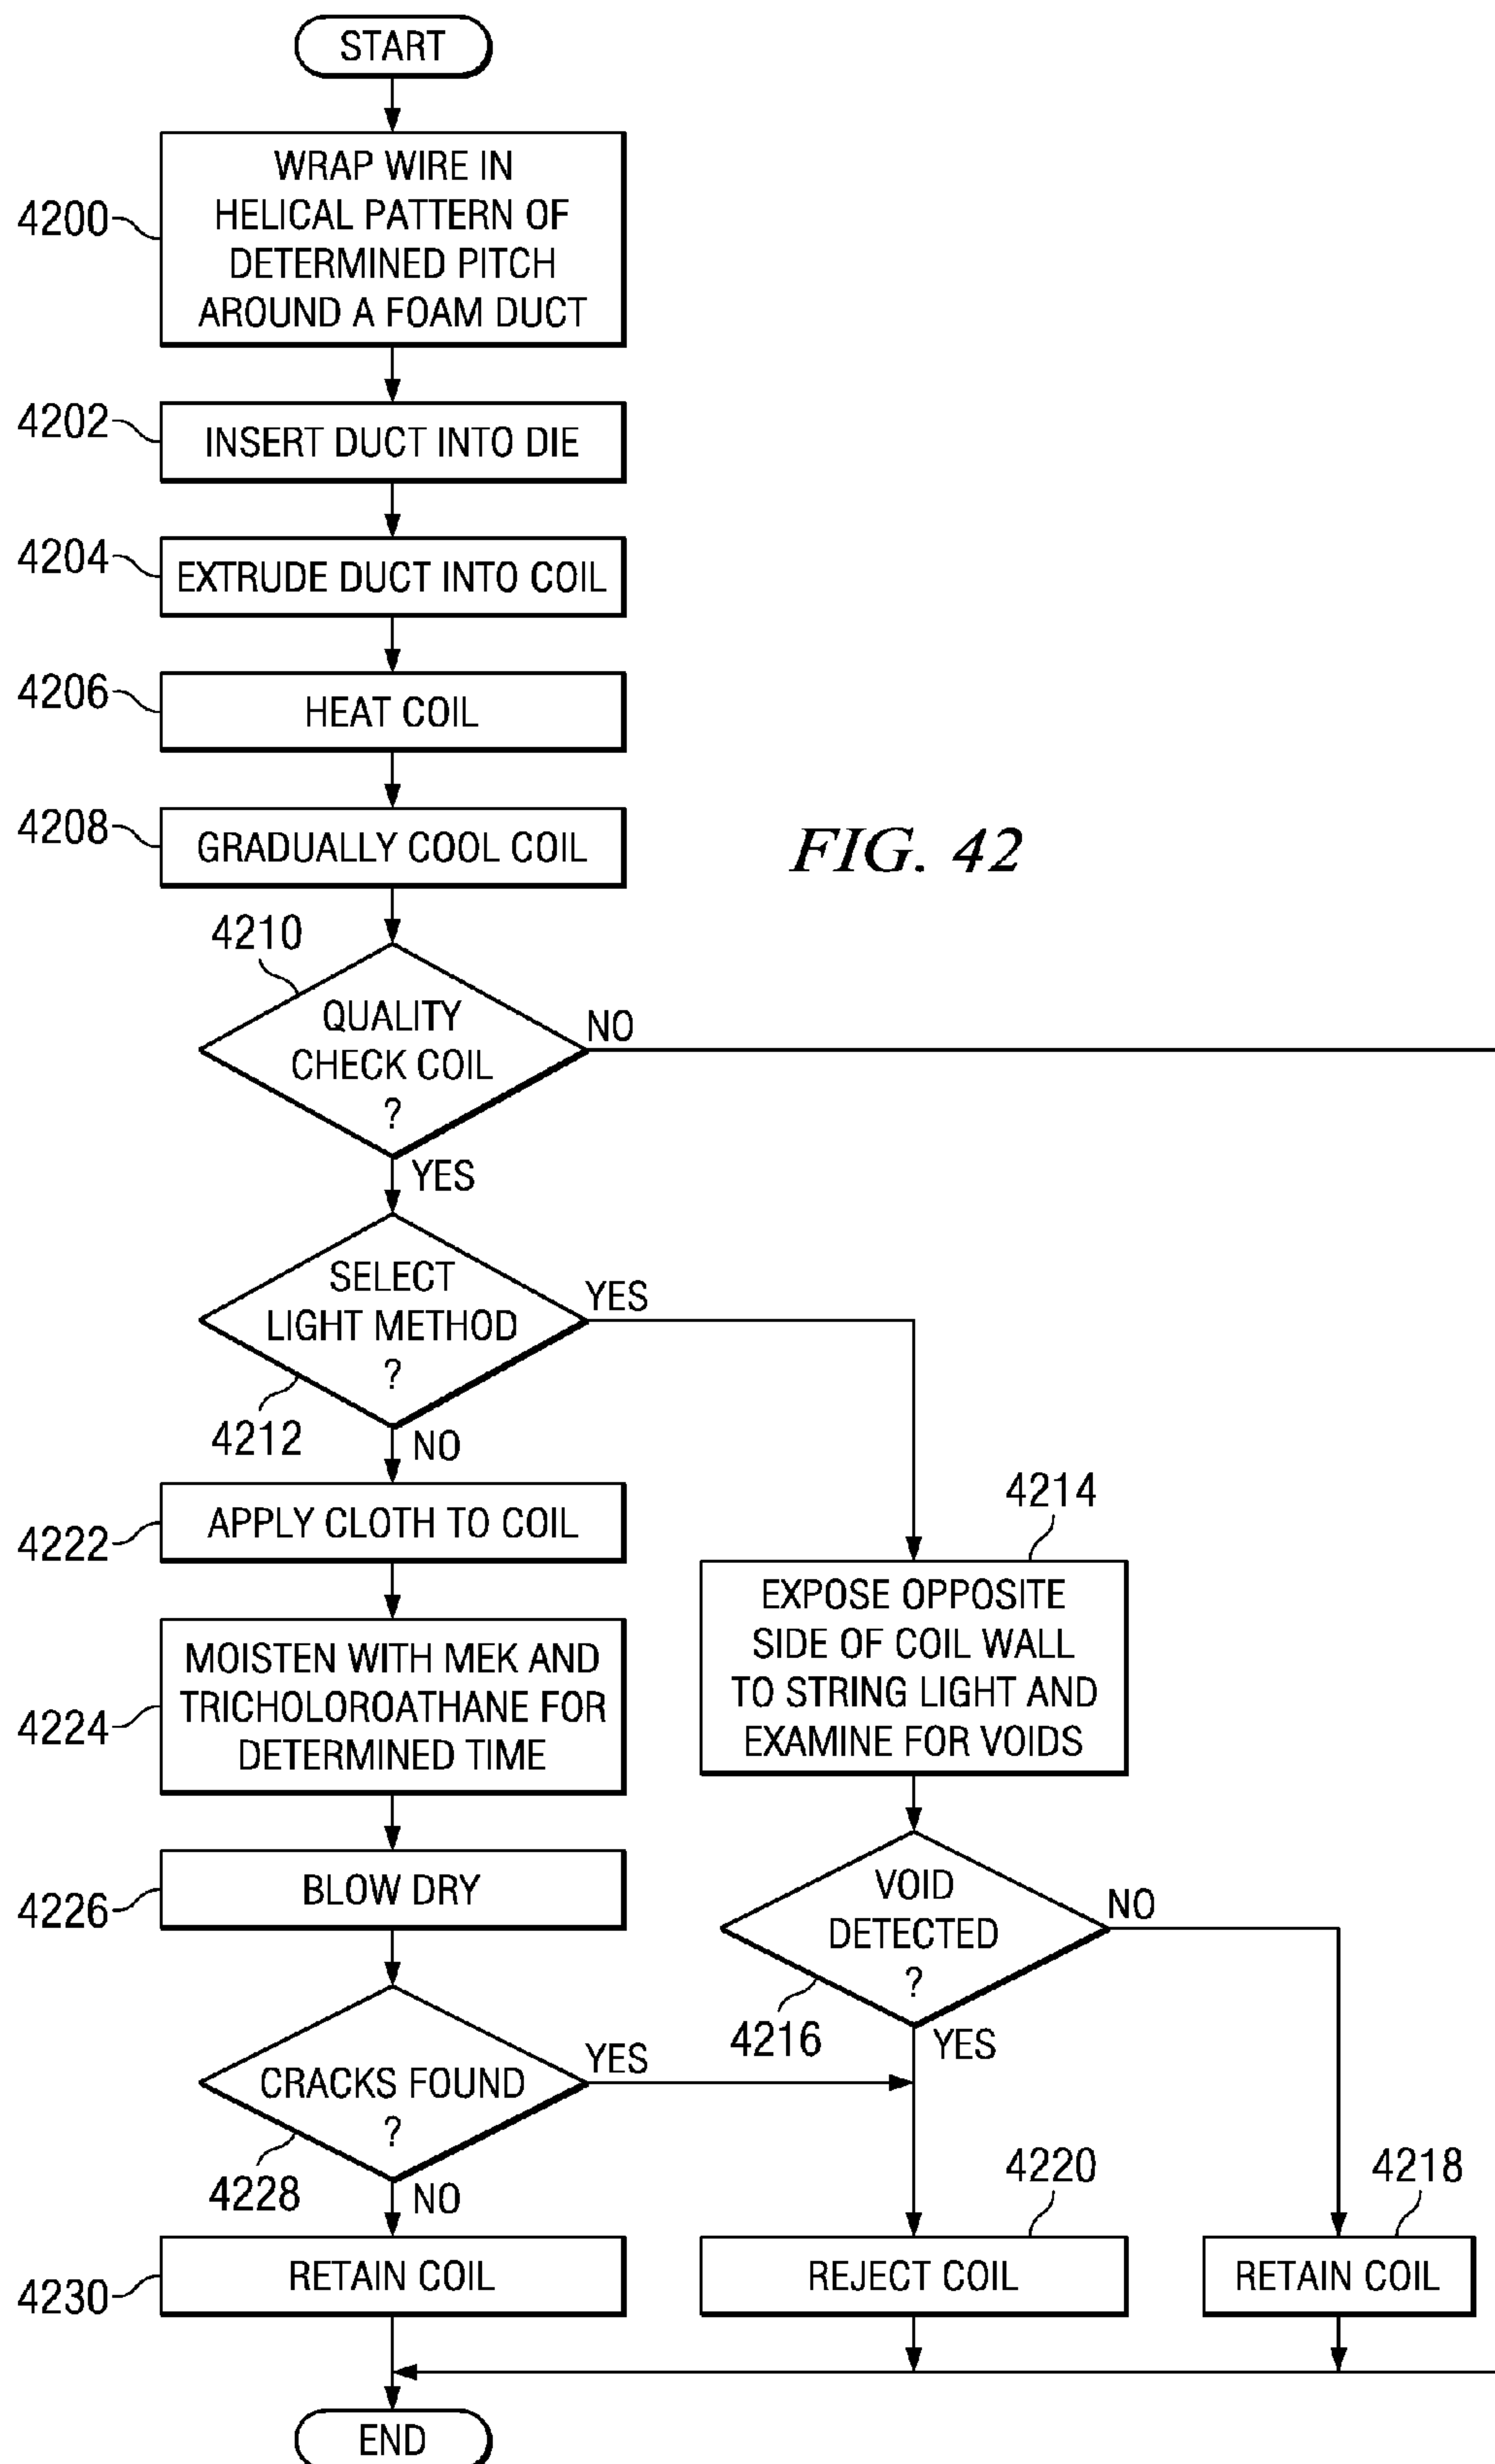 START
WRAP WIRE IN
HELICAL PATTERN OF
DETERMINED PITCH
AROUND A FOAM DUCT
4200
INSERT DUCT INTO DIE
4202
EXTRUDE DUCT INTO COIL
4204
HEAT COIL
4206
GRADUALLY COOL COIL
4208
FIG. 42
4210
QUALITY
CHECK COIL
?
NO
YES
SELECT
LIGHT METHOD
?
YES
4212
NO
APPLY CLOTH TO COIL
4222
4214
EXPOSE OPPOSITE
SIDE OF COIL WALL
TO STRING LIGHT AND
EXAMINE FOR VOIDS
MOISTEN WITH MEK AND
TRICHOLOROATHANE FOR
DETERMINED TIME
4224
BLOW DRY
4226
VOID
DETECTED
?
NO
4216
YES
CRACKS FOUND
?
YES
4228
NO
4220
4218
RETAIN COIL
4230
REJECT COIL
RETAIN COIL
END